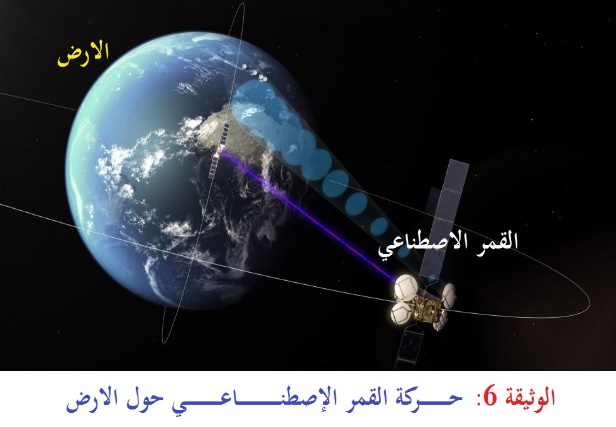 الارض
القمر الاصطناعي
الوثيقة 6: حـــركة القمر الإصطنـــاعـــي حول الارض